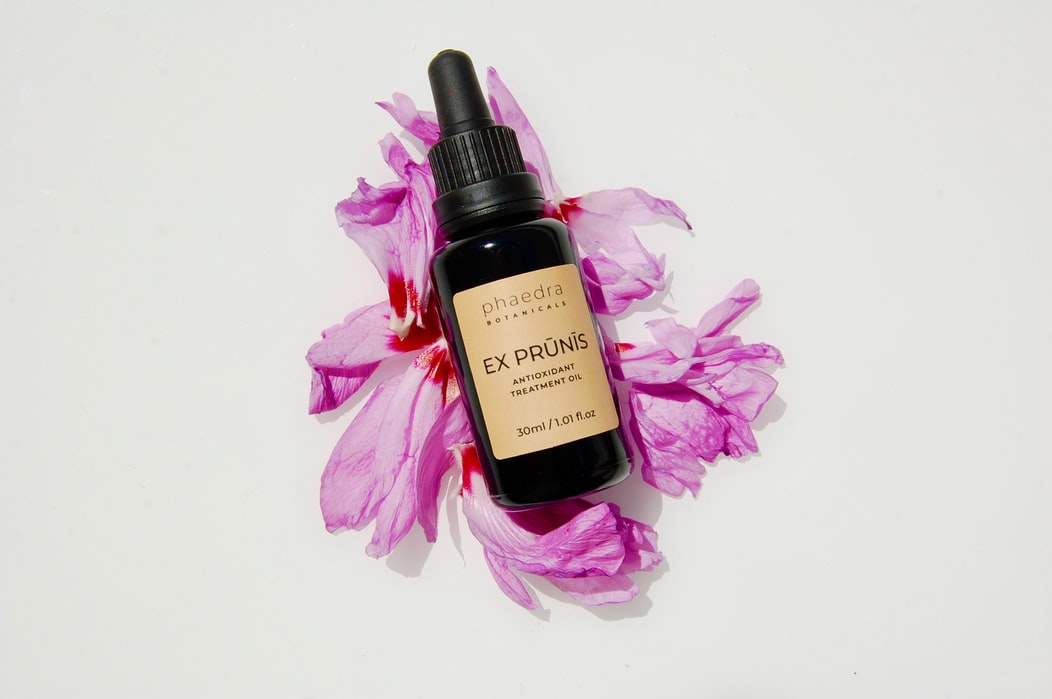 phaedra
BOTANICALS
EX PRŪNĪS
ANTIOXIDANT
TREATMENT OIL
30ml / 1.01 fl.oz